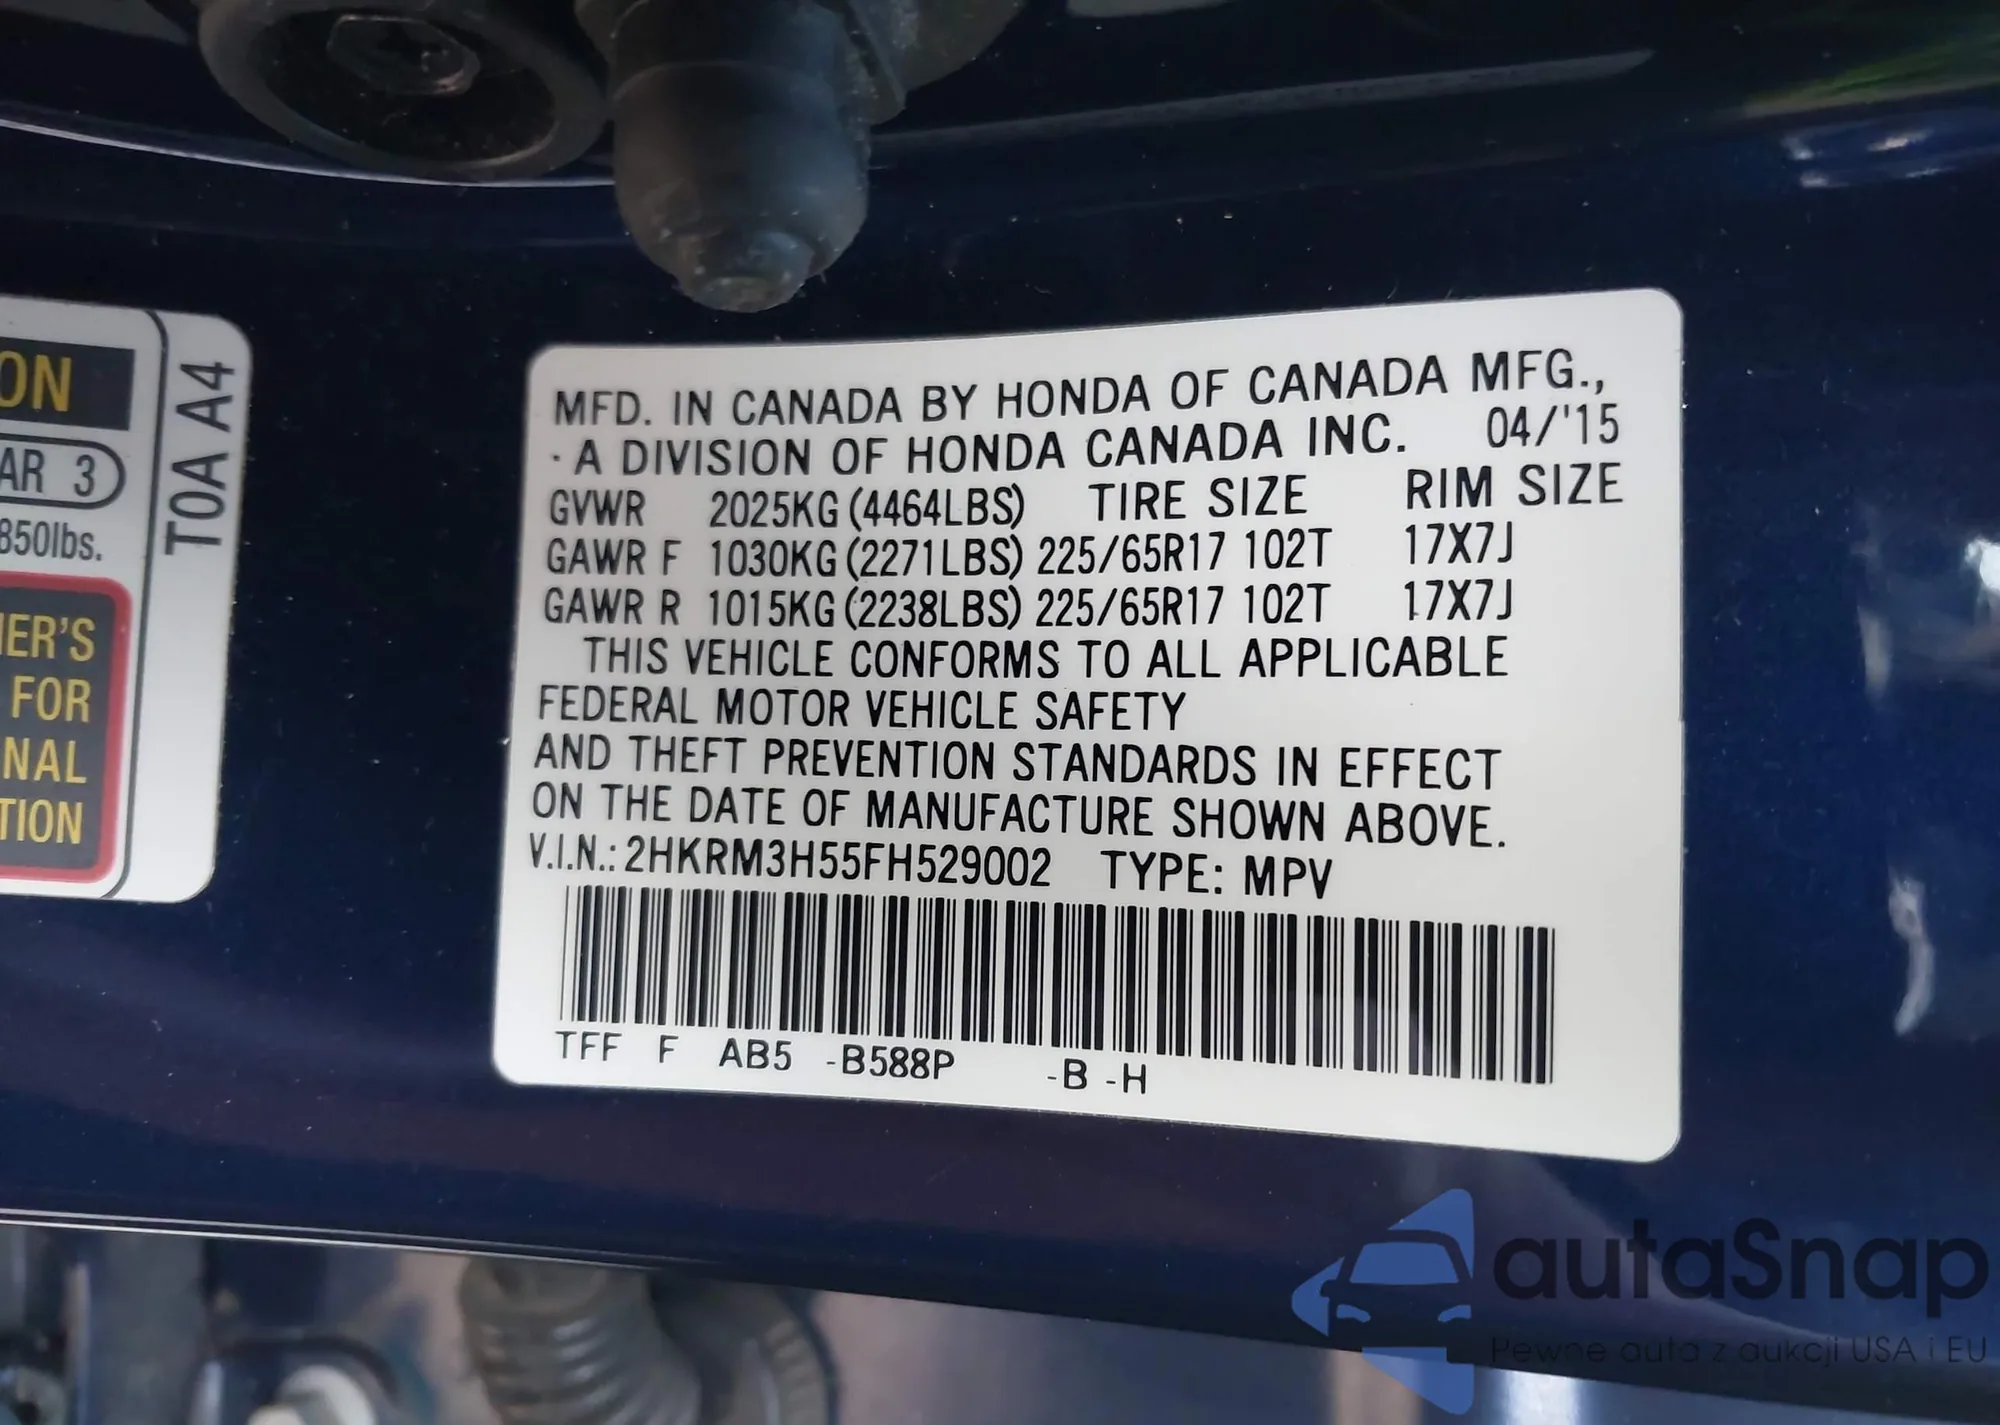 ON
AR 3
850lbs.
ER'S
FOR
NAL
TION
T0A A4
MFD. IN CANADA BY HONDA OF CANADA MFG.,
· A DIVISION OF HONDA CANADA INC. 04/'15
GVWR 2025KG (4464LBS) TIRE SIZE RIM SIZE
GAWR F 1030KG (2271LBS) 225/65R17 102T 17X7J
GAWR R 1015KG (2238LBS) 225/65R17 102T 17X7J
THIS VEHICLE CONFORMS TO ALL APPLICABLE
FEDERAL MOTOR VEHICLE SAFETY
AND THEFT PREVENTION STANDARDS IN EFFECT
ON THE DATE OF MANUFACTURE SHOWN ABOVE.
V.I.N.: 2HKRM3H55FH529002 TYPE: MPV
TFF F AB5 -B588P -B -H
autaSnap
Pewne auta z aukcji USA i EU